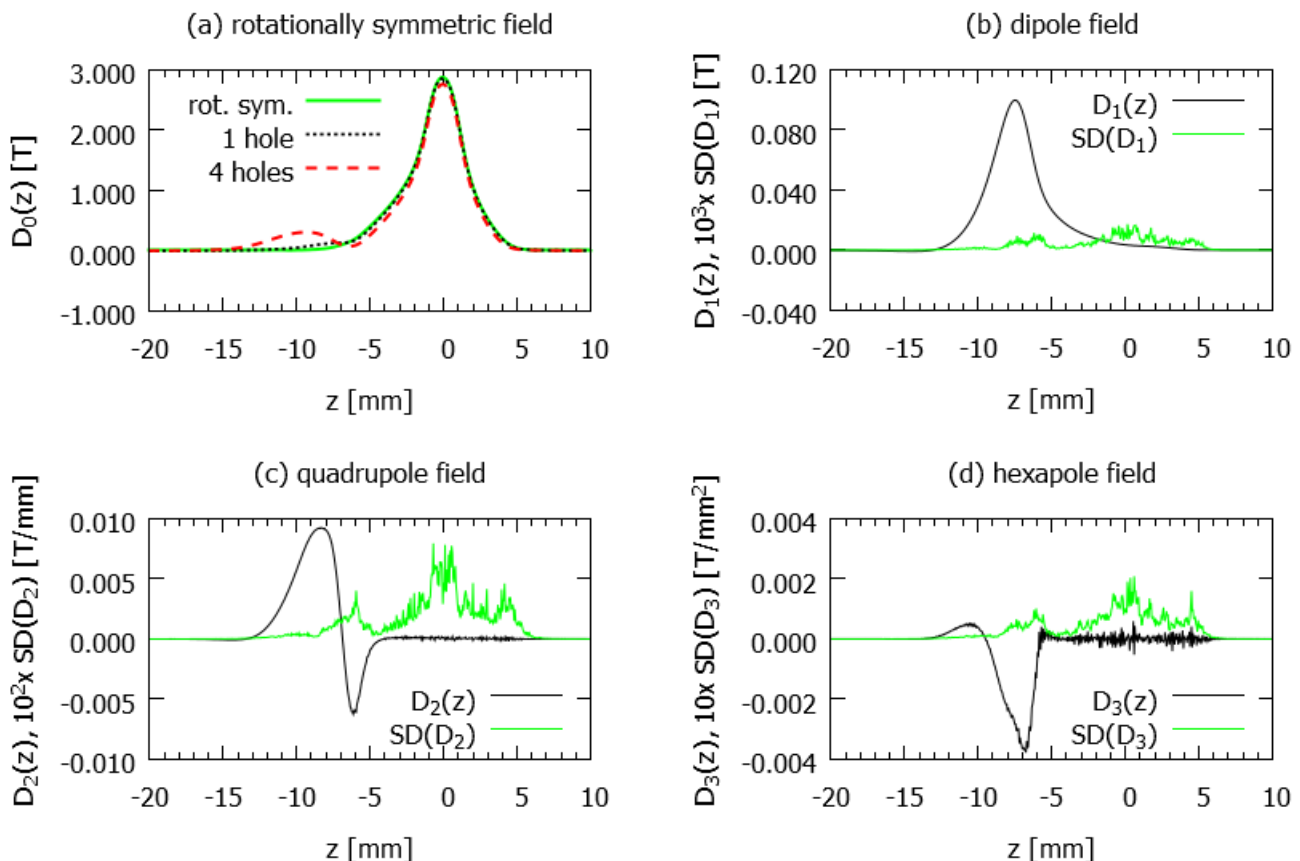 (a) rotationally symmetric field
D₀(z) [T]
3.000
2.000
1.000
0.000
-1.000
rot. sym.
1 hole
4 holes
-20 -15 -10 -5 0 5 10
z [mm]
(b) dipole field
D₁(z), 10³x SD(D₁) [T]
0.120
0.080
0.040
0.000
-0.040
D₁(z)
SD(D₁)
-20 -15 -10 -5 0 5 10
z [mm]
(c) quadrupole field
D₂(z), 10²x SD(D₂) [T/mm]
0.010
0.005
0.000
-0.005
-0.010
D₂(z)
SD(D₂)
-20 -15 -10 -5 0 5 10
z [mm]
(d) hexapole field
D₃(z), 10x SD(D₃) [T/mm²]
0.004
0.002
0.000
-0.002
-0.004
D₃(z)
SD(D₃)
-20 -15 -10 -5 0 5 10
z [mm]